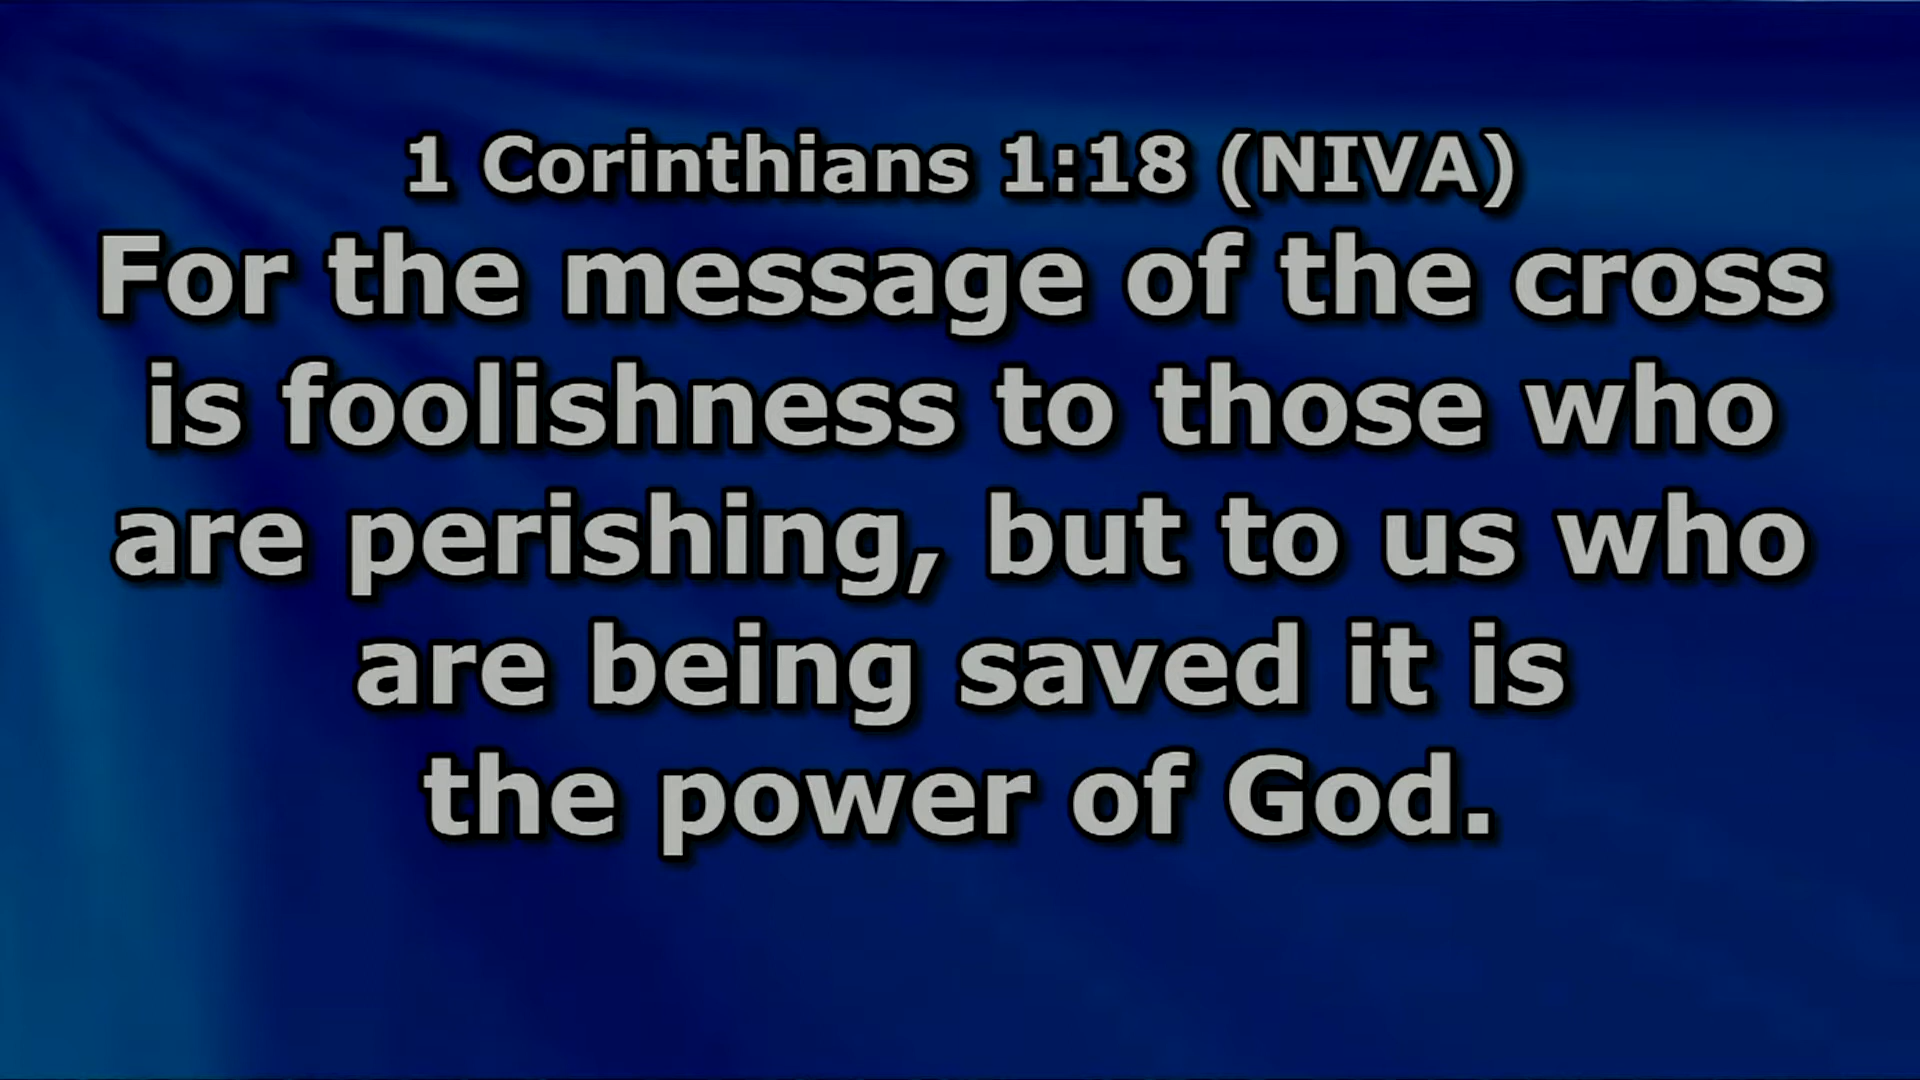 1 Corinthians 1:18 (NIVA)
For the message of the cross
is foolishness to those who
are perishing, but to us who
are being saved it is
the power of God.